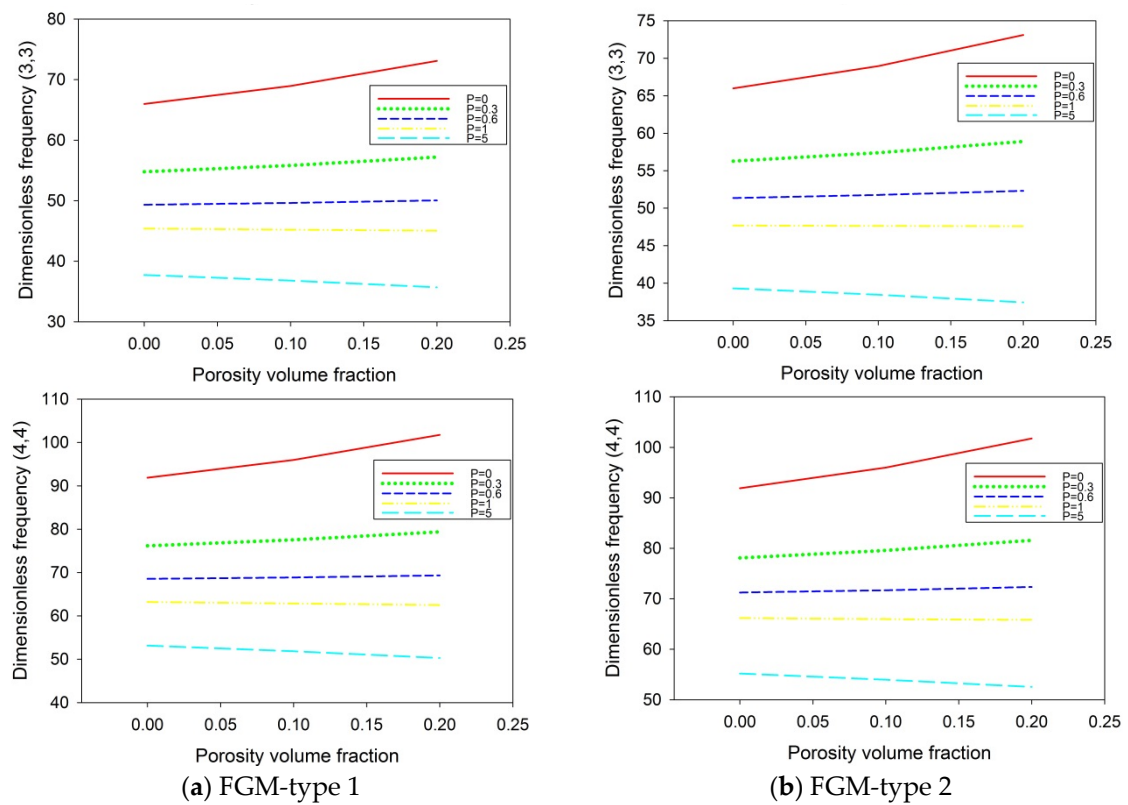 80
70
60
50
40
30
Dimensionless frequency (3,3)
P=0
P=0.3
P=0.6
P=1
P=5
0.00 0.05 0.10 0.15 0.20 0.25
Porosity volume fraction
75
70
65
60
55
50
45
40
35
Dimensionless frequency (3,3)
P=0
P=0.3
P=0.6
P=1
P=5
0.00 0.05 0.10 0.15 0.20 0.25
Porosity volume fraction
110
100
90
80
70
60
50
40
Dimensionless frequency (4,4)
P=0
P=0.3
P=0.6
P=1
P=5
0.00 0.05 0.10 0.15 0.20 0.25
Porosity volume fraction
(a) FGM-type 1
110
100
90
80
70
60
50
Dimensionless frequency (4,4)
P=0
P=0.3
P=0.6
P=1
P=5
0.00 0.05 0.10 0.15 0.20 0.25
Porosity volume fraction
(b) FGM-type 2